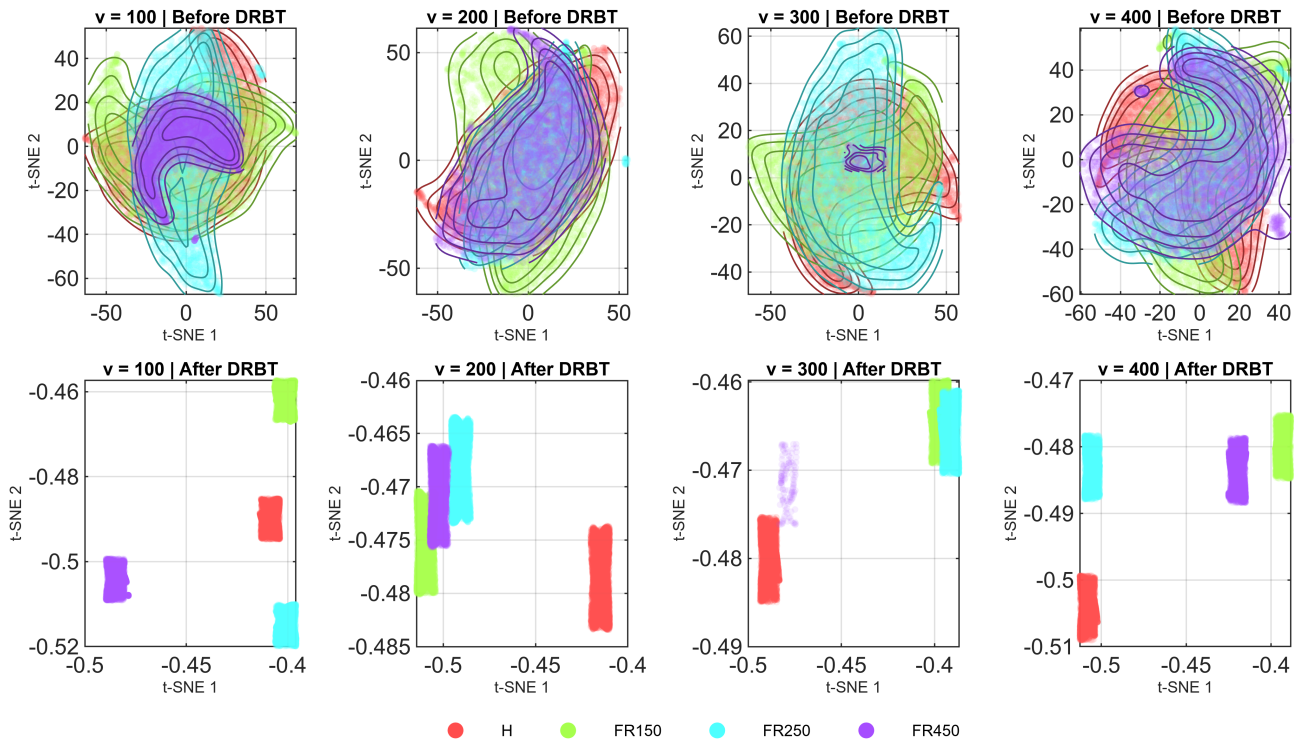 v = 100 | Before DRBT
v = 200 | Before DRBT
v = 300 | Before DRBT
v = 400 | Before DRBT
t-SNE 2
40
20
0
-20
-40
-60
-50
0
50
t-SNE 1
t-SNE 2
50
0
-50
-50
0
50
t-SNE 1
t-SNE 2
60
40
20
0
-20
-40
-50
0
50
t-SNE 1
t-SNE 2
40
20
0
-20
-40
-60
-60
-40
-20
0
20
40
t-SNE 1
v = 100 | After DRBT
v = 200 | After DRBT
v = 300 | After DRBT
v = 400 | After DRBT
t-SNE 2
-0.46
-0.48
-0.5
-0.52
-0.5
-0.45
-0.4
t-SNE 1
t-SNE 2
-0.46
-0.465
-0.47
-0.475
-0.48
-0.485
-0.5
-0.45
-0.4
t-SNE 1
t-SNE 2
-0.46
-0.47
-0.48
-0.49
-0.5
-0.45
-0.4
t-SNE 1
t-SNE 2
-0.47
-0.48
-0.49
-0.5
-0.51
-0.5
-0.45
-0.4
t-SNE 1
H
FR150
FR250
FR450